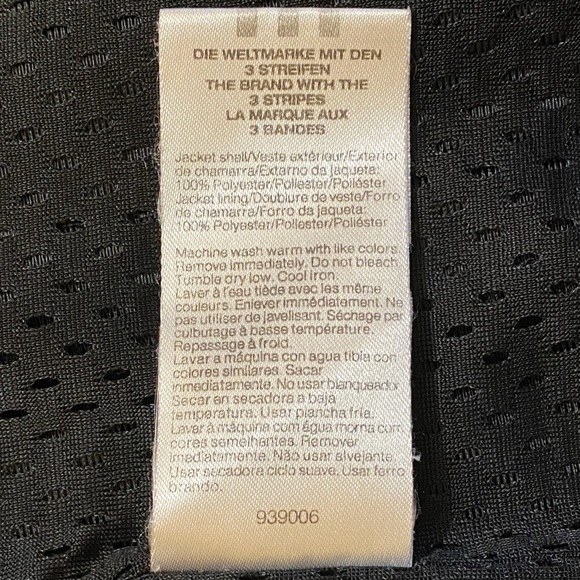 DIE WELTMARKE MIT DEN
3 STREIFEN
THE BRAND WITH THE
3 STRIPES
LA MARQUE AUX
3 BANDES
Jacket shell/Veste extérieur/Exterior
de chamarra/Externo da jaqueta:
100% Polyester/Poliester/Poliéster
Jacket lining/Doublure de veste/Forro
de chamarra/Forro da jaqueta:
100% Polyester/Poliester/Poliéster
Machine wash warm with like colors.
Remove immediately. Do not bleach.
Tumble dry low. Cool iron.
Laver à l'eau tiède avec les même
couleurs. Enlever immédiatement. Ne
pas utiliser de javelisant. Séchage par
culbutage à basse température.
Repassage à froid.
Lavar a máquina con agua tibia con
colores similares. Sacar
inmediatamente. No usar blanqueador.
Secar en secadora a baja
temperatura. Usar plancha fría.
Lavar à máquina com água morna com
cores semelhantes. Remover
imediatamente. Não usar alvejante.
Usar secadora ciclo suave. Usar ferro
brando.
939006